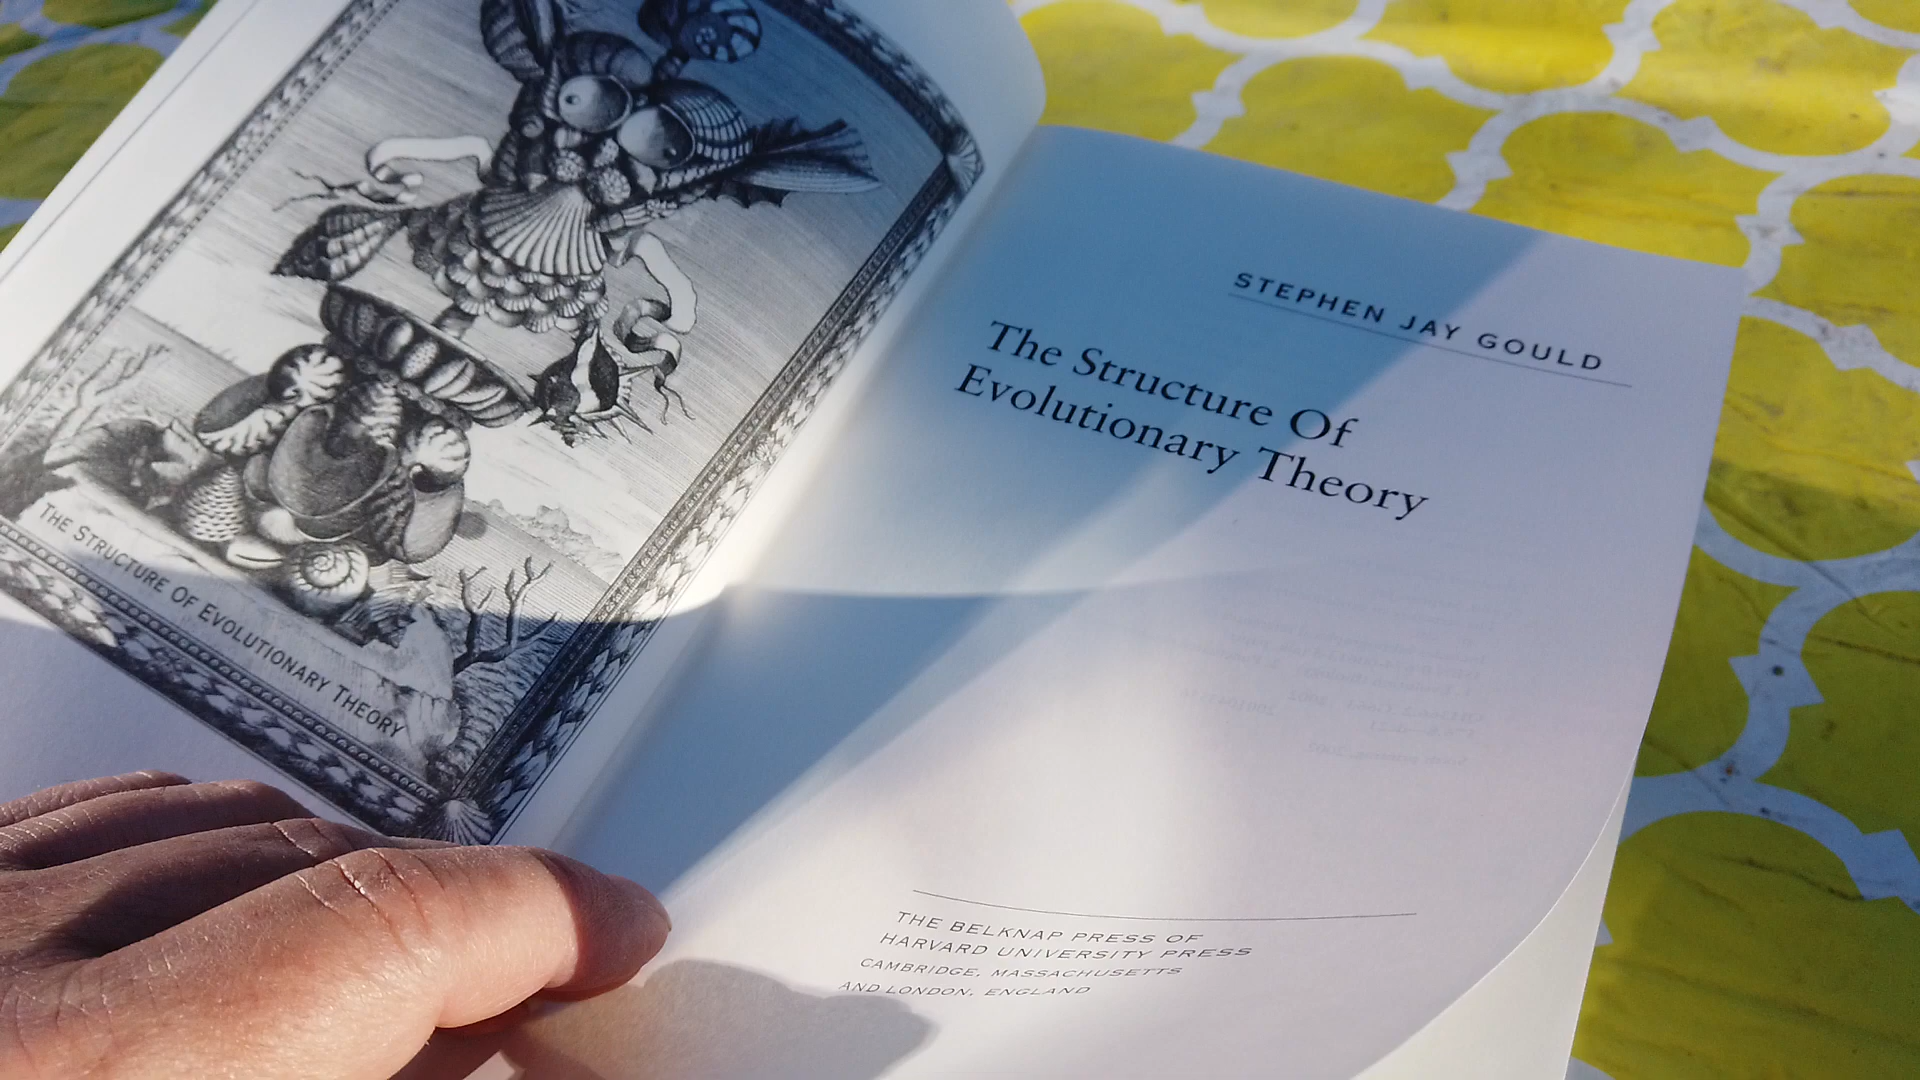 THE STRUCTURE OF EVOLUTIONARY THEORY
STEPHEN JAY GOULD
The Structure Of
Evolutionary Theory
THE BELKNAP PRESS OF
HARVARD UNIVERSITY PRESS
CAMBRIDGE, MASSACHUSETTS
AND LONDON, ENGLAND